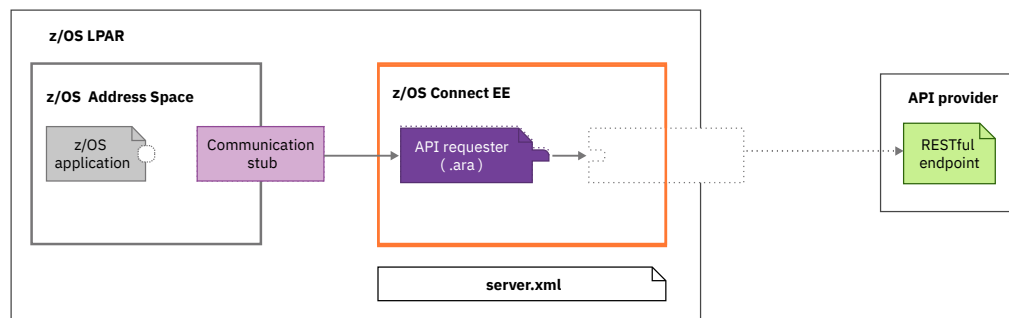 z/OS LPAR
z/OS Address Space
z/OS
application
Communication
stub
z/OS Connect EE
API requester
( .ara )
server.xml
API provider
RESTful
endpoint